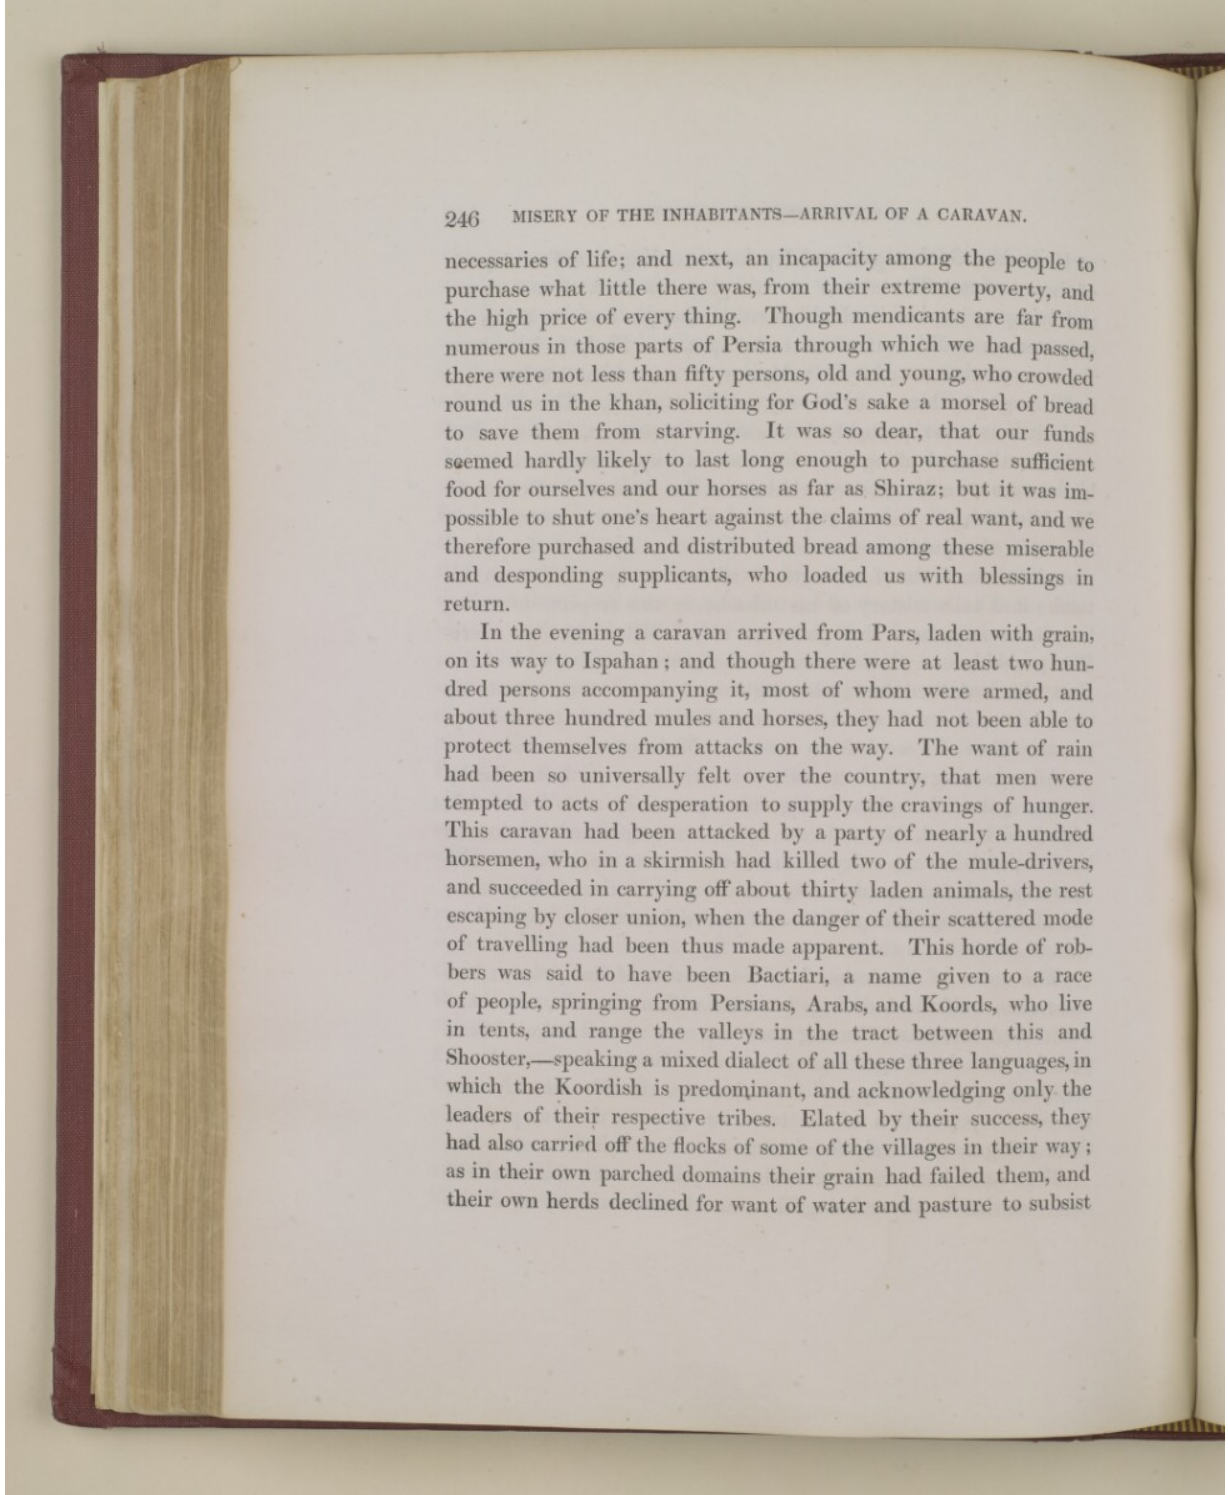 246 MISERY OF THE INHABITANTS—ARRIVAL OF A CARAVAN.
necessaries of life; and next, an incapacity among the people to
purchase what little there was, from their extreme poverty, and
the high price of every thing. Though mendicants are far from
numerous in those parts of Persia through which we had passed,
there were not less than fifty persons, old and young, who crowded
round us in the khan, soliciting for God's sake a morsel of bread
to save them from starving. It was so dear, that our funds
seemed hardly likely to last long enough to purchase sufficient
food for ourselves and our horses as far as Shiraz; but it was im-
possible to shut one's heart against the claims of real want, and we
therefore purchased and distributed bread among these miserable
and desponding supplicants, who loaded us with blessings in
return.
In the evening a caravan arrived from Pars, laden with grain,
on its way to Ispahan; and though there were at least two hun-
dred persons accompanying it, most of whom were armed, and
about three hundred mules and horses, they had not been able to
protect themselves from attacks on the way. The want of rain
had been so universally felt over the country, that men were
tempted to acts of desperation to supply the cravings of hunger.
This caravan had been attacked by a party of nearly a hundred
horsemen, who in a skirmish had killed two of the mule-drivers,
and succeeded in carrying off about thirty laden animals, the rest
escaping by closer union, when the danger of their scattered mode
of travelling had been thus made apparent. This horde of rob-
bers was said to have been Bactiari, a name given to a race
of people, springing from Persians, Arabs, and Koords, who live
in tents, and range the valleys in the tract between this and
Shooster,—speaking a mixed dialect of all these three languages, in
which the Koordish is predominant, and acknowledging only the
leaders of their respective tribes. Elated by their success, they
had also carried off the flocks of some of the villages in their way;
as in their own parched domains their grain had failed them, and
their own herds declined for want of water and pasture to subsist